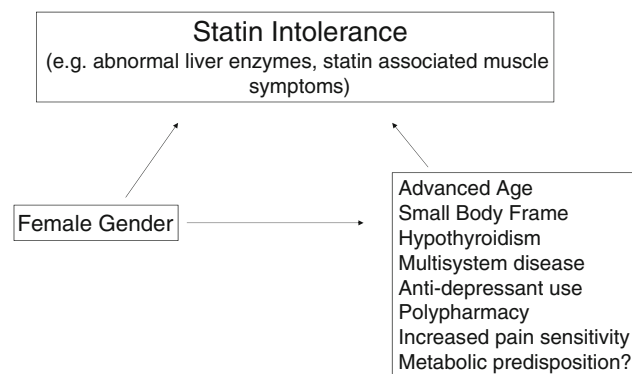 Statin Intolerance
(e.g. abnormal liver enzymes, statin associated muscle
symptoms)
Female Gender
Advanced Age
Small Body Frame
Hypothyroidism
Multisystem disease
Anti-depressant use
Polypharmacy
Increased pain sensitivity
Metabolic predisposition?